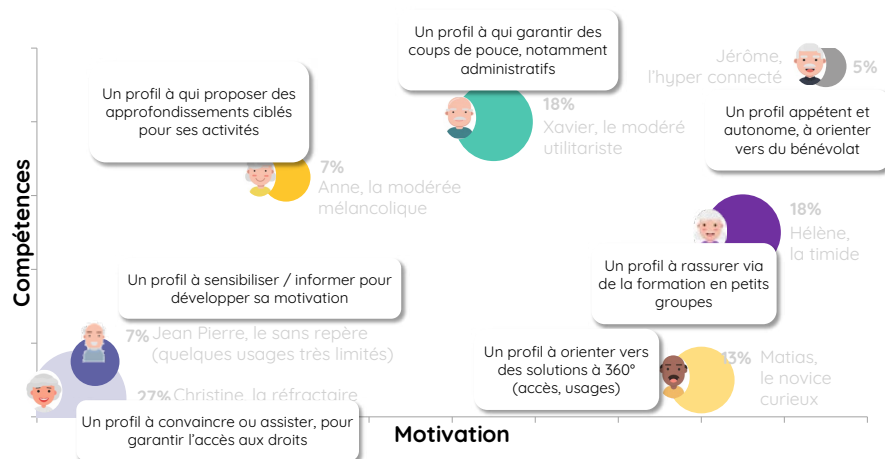 Un profil à qui garantir des
coups de pouce, notamment
administratifs
Jérôme,
l'hyper connecté
5%
Un profil à qui proposer des
approfondissements ciblés
pour ses activités
18%
Xavier, le modéré
utilitariste
Un profil appétent et
autonome, à orienter
vers du bénévolat
7%
Anne, la modérée
mélancolique
Compétences
18%
Hélène,
la timide
Un profil à sensibiliser / informer pour
développer sa motivation
Un profil à rassurer via
de la formation en petits
groupes
7% Jean Pierre, le sans repère
(quelques usages très limités)
Un profil à orienter vers
des solutions à 360°
(accès, usages)
13%
Matias,
le novice
curieux
27% Christine, la réfractaire
Un profil à convaincre ou assister, pour
garantir l'accès aux droits
Motivation